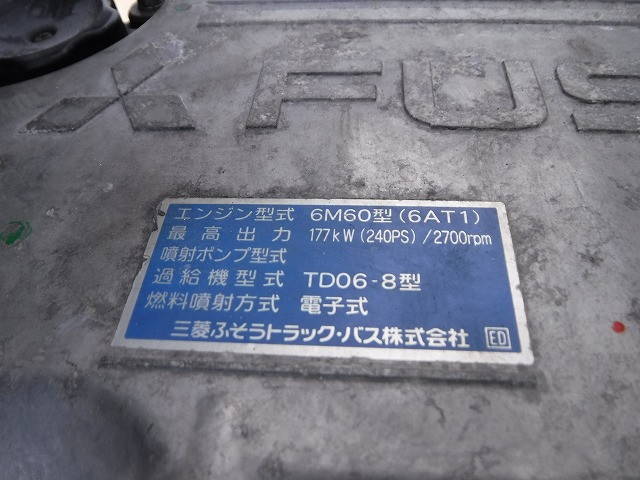 FUS
エンジン型式 6M60型(6AT1)
最高出力 177kW(240PS)/2700rpm
噴射ポンプ型式
過給機型式 TD06-8型
燃料噴射方式 電子式
三菱ふそうトラック・バス株式会社 ED